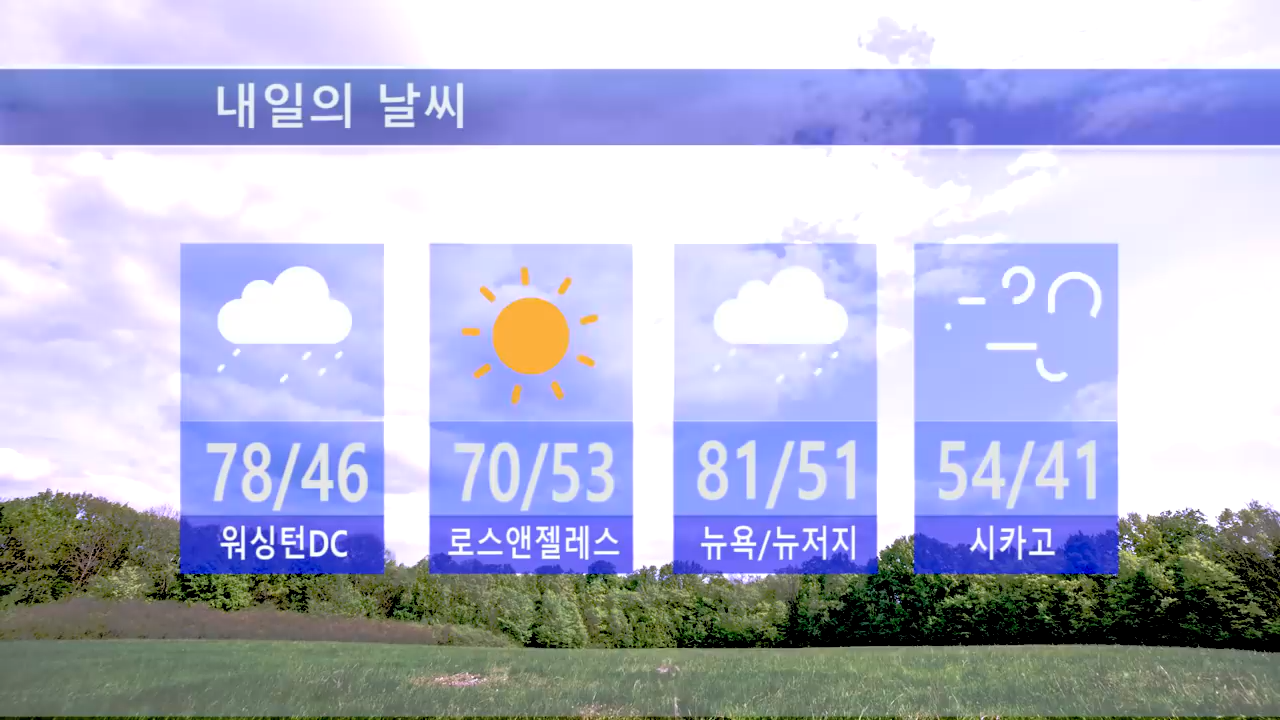 내일의 날씨
78/46
워싱턴DC
70/53
로스앤젤레스
81/51
뉴욕/뉴저지
54/41
시카고